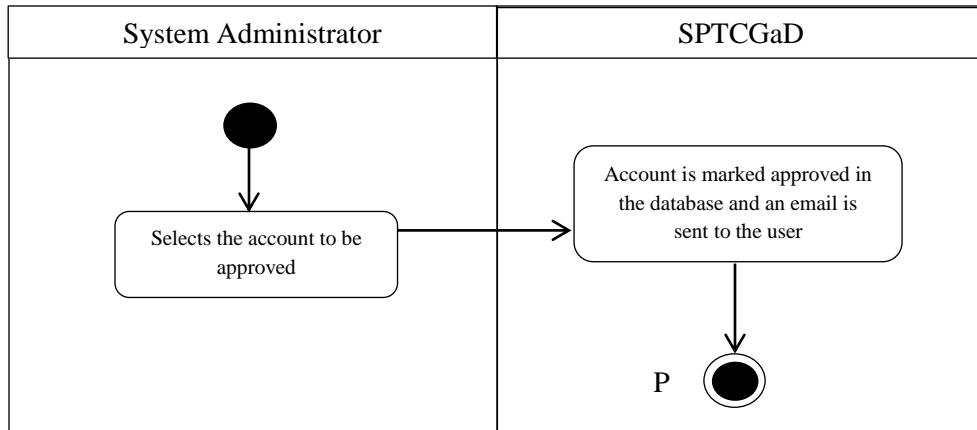 System Administrator
SPTCGaD
Selects the account to be
approved
Account is marked approved in
the database and an email is
sent to the user
P